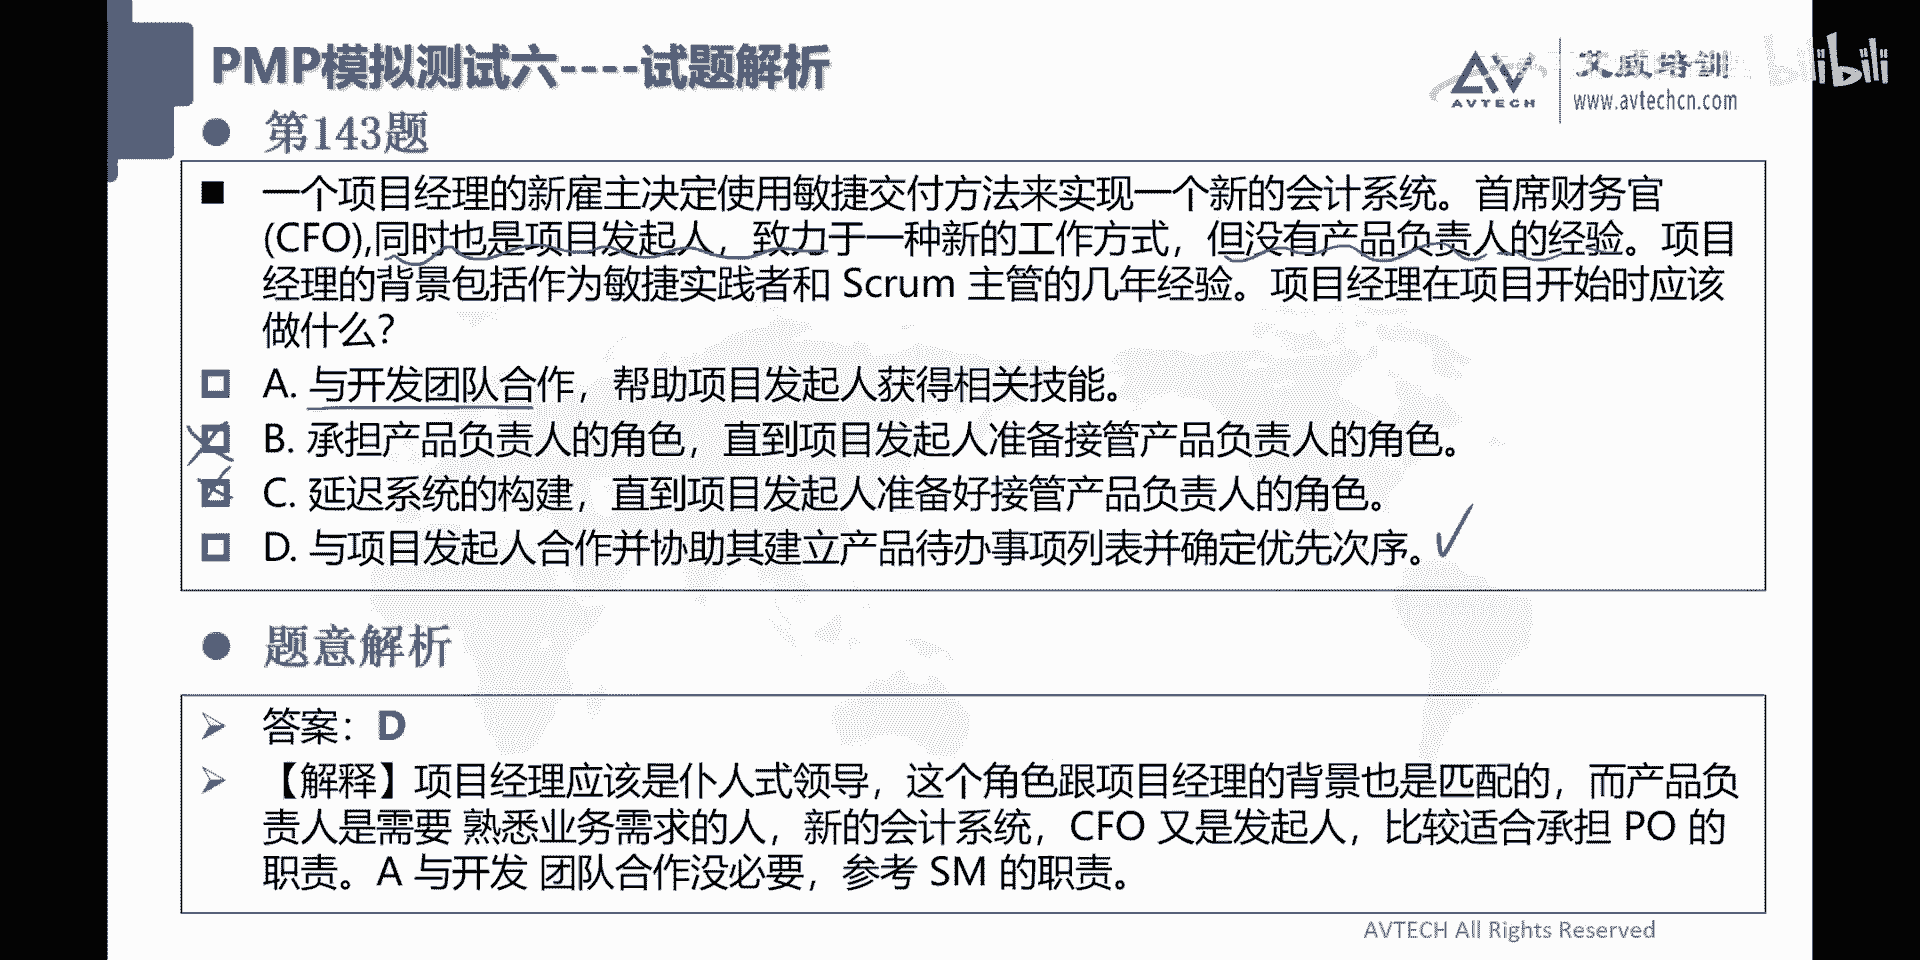 PMP模拟测试六----试题解析
AVTECH
艾威培训
www.avtechcn.com
bilibili
第143题
一个项目经理的新雇主决定使用敏捷交付方法来实现一个新的会计系统。首席财务官
(CFO),同时也是项目发起人，致力于一种新的工作方式，但没有产品负责人的经验。项目
经理的背景包括作为敏捷实践者和 Scrum 主管的几年经验。项目经理在项目开始时应该
做什么?
A. 与开发团队合作，帮助项目发起人获得相关技能。
B. 承担产品负责人的角色，直到项目发起人准备接管产品负责人的角色。
C. 延迟系统的构建，直到项目发起人准备好接管产品负责人的角色。
D. 与项目发起人合作并协助其建立产品待办事项列表并确定优先次序。
题意解析
答案：D
【解释】项目经理应该是仆人式领导，这个角色跟项目经理的背景也是匹配的，而产品负
责人是需要 熟悉业务需求的人，新的会计系统，CFO 又是发起人，比较适合承担 PO 的
职责。A 与开发 团队合作没必要，参考 SM 的职责。
AVTECH All Rights Reserved